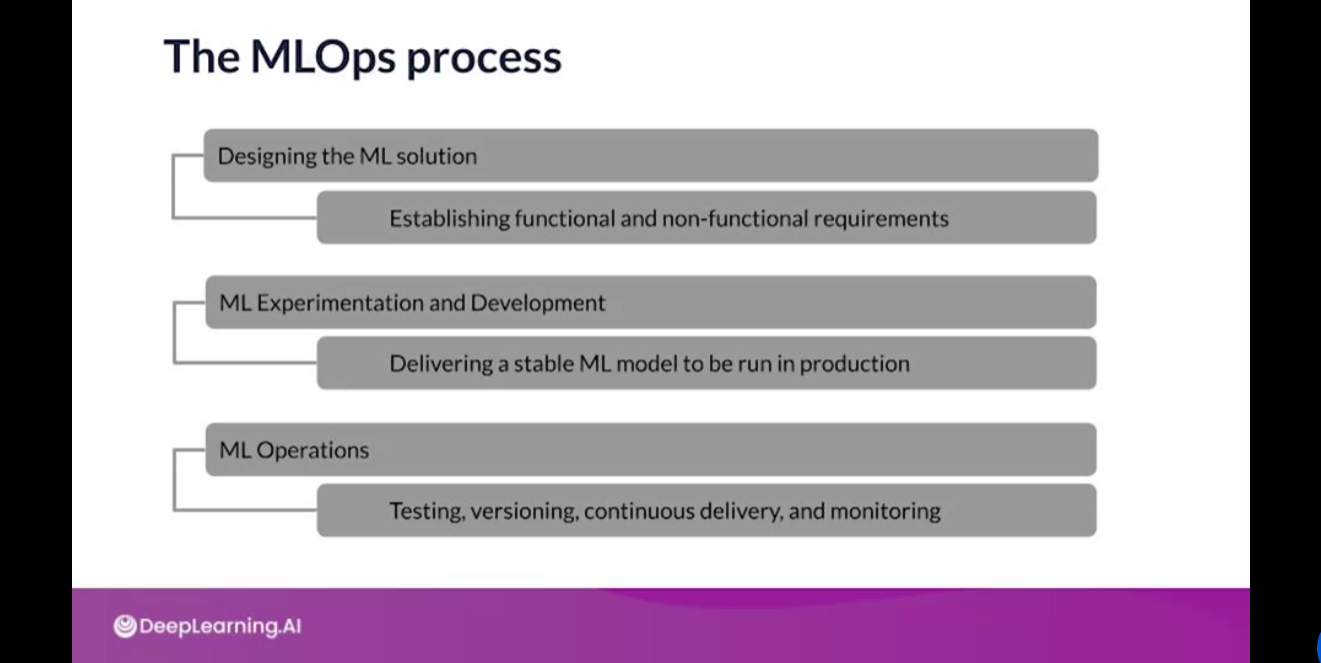 The MLOps process
Designing the ML solution
Establishing functional and non-functional requirements
ML Experimentation and Development
Delivering a stable ML model to be run in production
ML Operations
Testing, versioning, continuous delivery, and monitoring
DeepLearning.AI